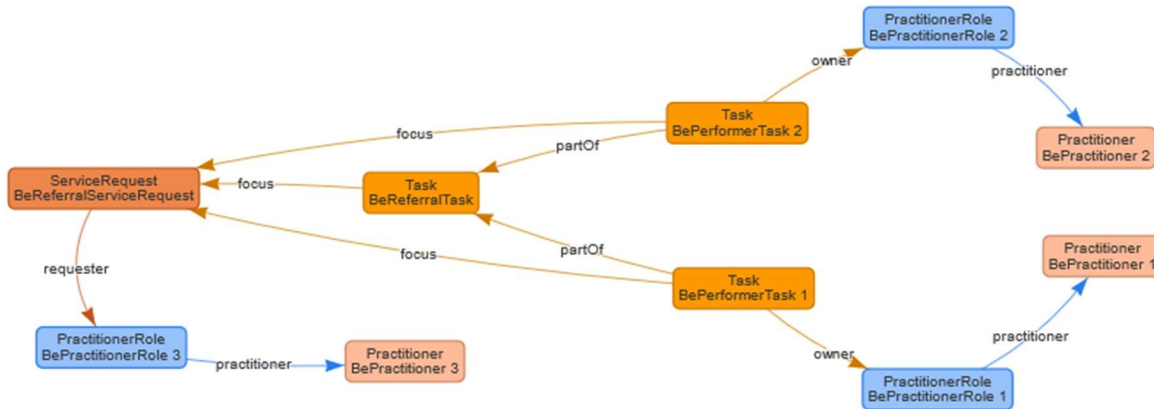 PractitionerRole
BePractitionerRole 2
owner
practitioner
Task
BePerformerTask 2
focus
partOf
Practitioner
BePractitioner 2
ServiceRequest
BeReferralServiceRequest
focus
Task
BeReferralTask
partOf
focus
Practitioner
BePractitioner 1
requester
Task
BePerformerTask 1
practitioner
PractitionerRole
BePractitionerRole 3
practitioner
Practitioner
BePractitioner 3
owner
PractitionerRole
BePractitionerRole 1